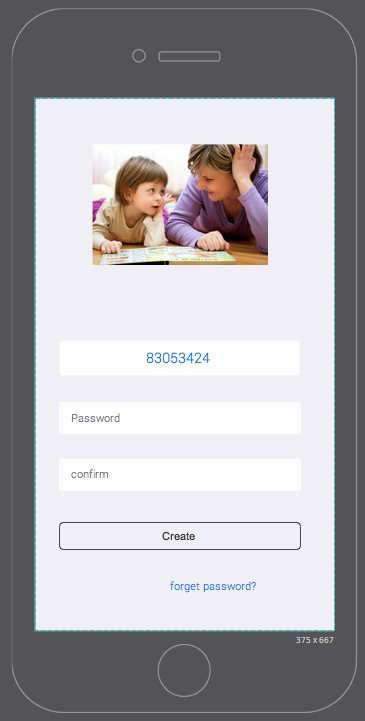 83053424
Password
confirm
Create
forget password?
375 x 667